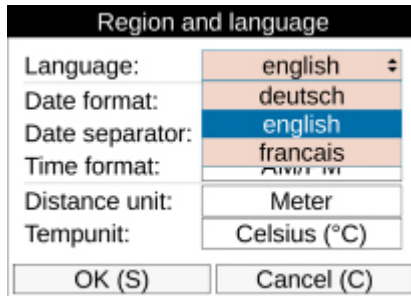 Region and language
Language: english
Date format: deutsch
Date separator: english
Time format: francais
Distance unit: Meter
Tempunit: Celsius (°C)
OK (S) Cancel (C)